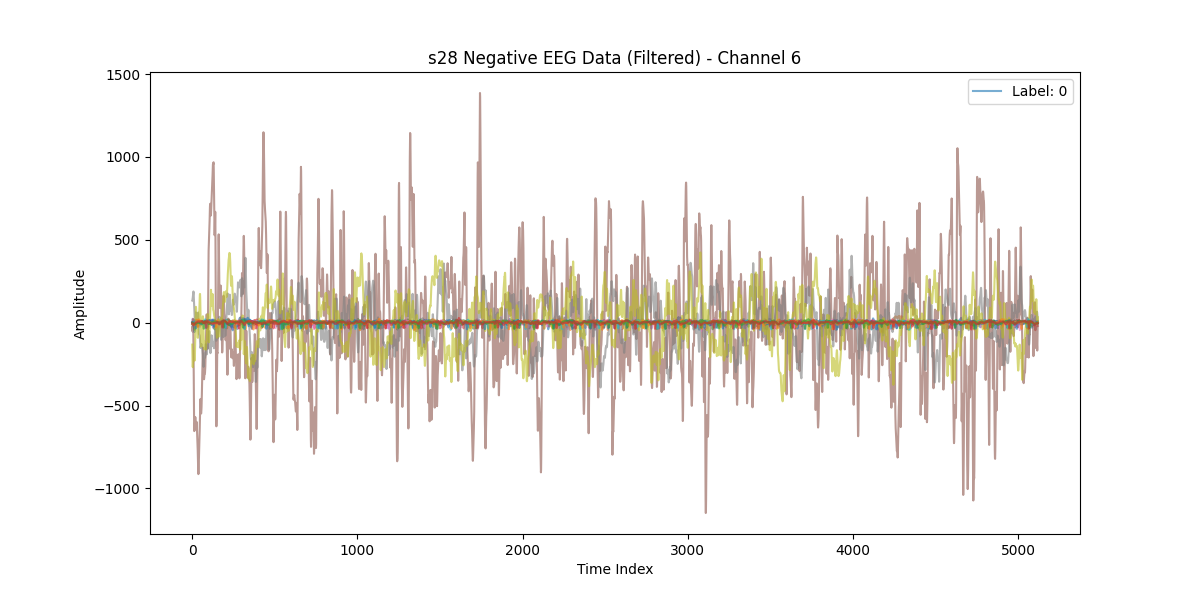 s28 Negative EEG Data (Filtered) - Channel 6
Label: 0
Amplitude
1500
1000
500
0
−500
−1000
0 1000 2000 3000 4000 5000
Time Index